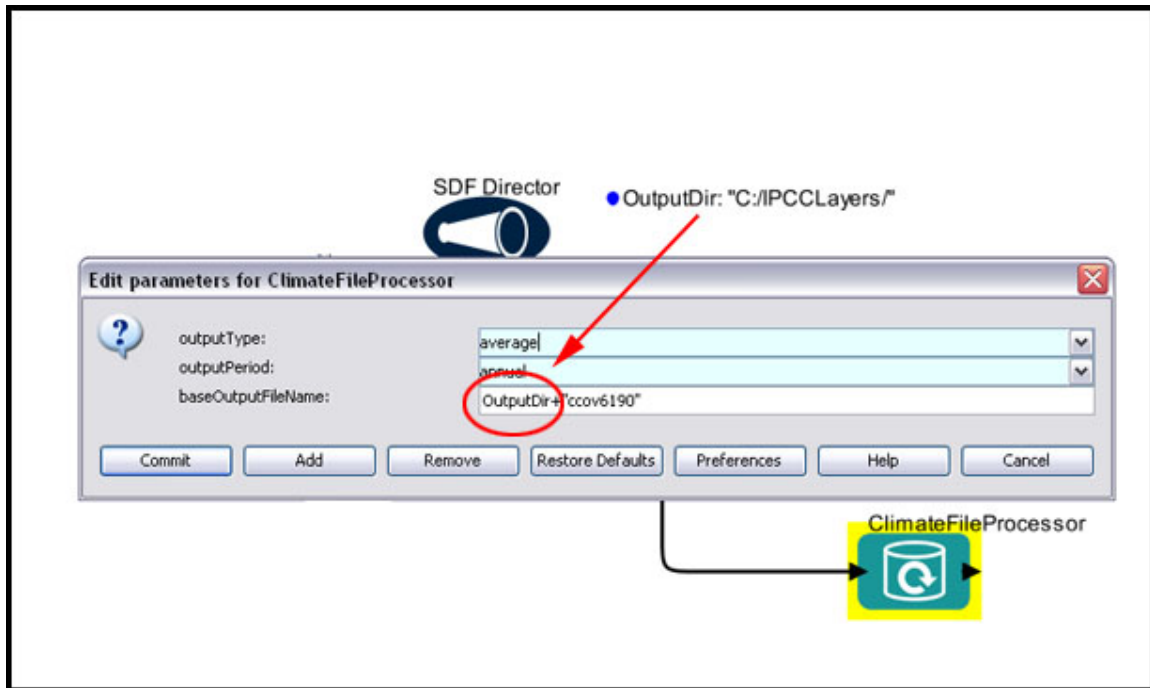 SDF Director
OutputDir: "C:/IPCCLayers/"
Edit parameters for ClimateFileProcessor
outputType: average
outputPeriod: annual
baseOutputFileName: OutputDir+"ccov6190"
Commit Add Remove Restore Defaults Preferences Help Cancel
ClimateFileProcessor